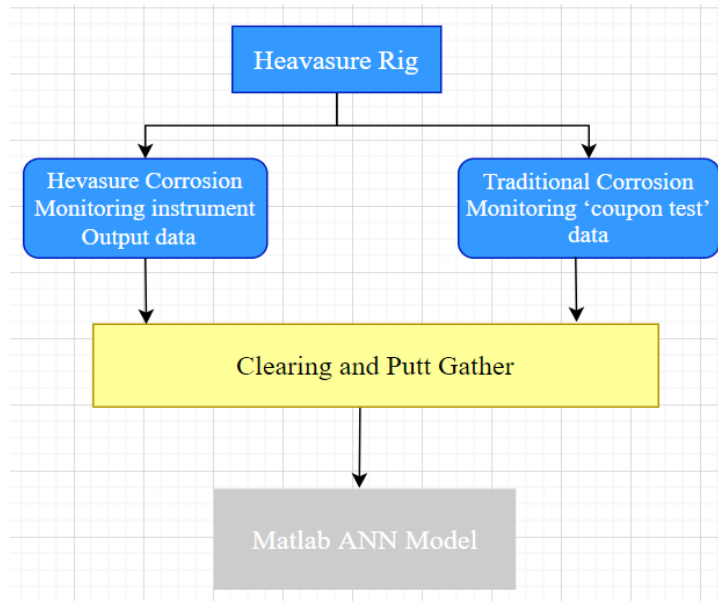 Heavasure Rig
Hevasure Corrosion
Monitoring instrument
Output data
Traditional Corrosion
Monitoring ‘coupon test’
data
Clearing and Putt Gather
Matlab ANN Model